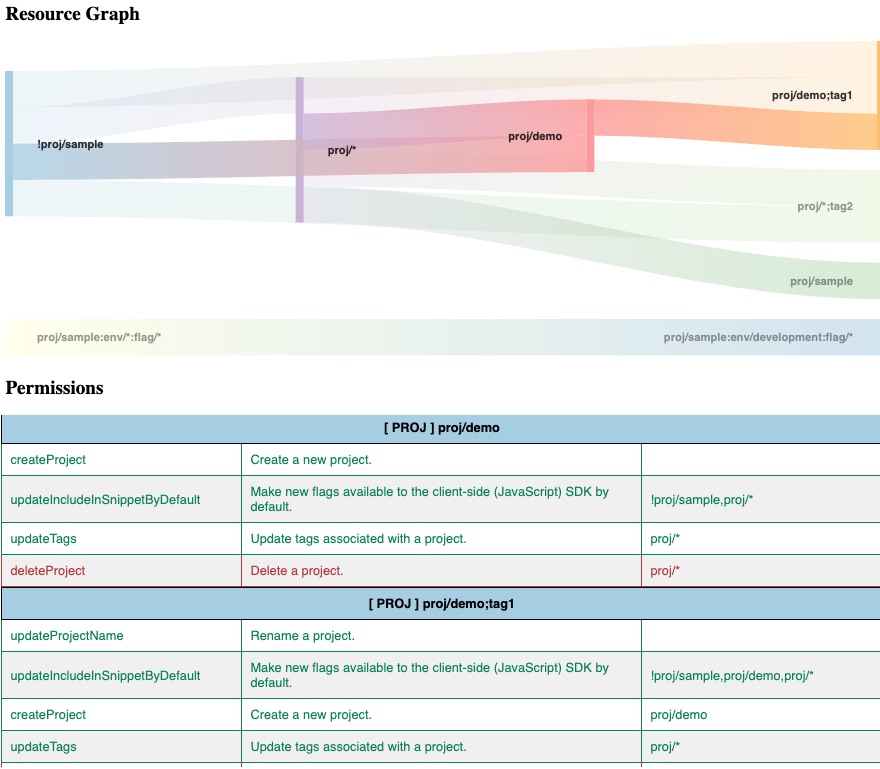 Resource Graph
proj/demo;tag1
!proj/sample
proj/*
proj/demo
proj/*;tag2
proj/sample
proj/sample:env/*:flag/*
proj/sample:env/development:flag/*
Permissions
[ PROJ ] proj/demo
createProject
Create a new project.
updateIncludeInSnippetByDefault
Make new flags available to the client-side (JavaScript) SDK by
default.
!proj/sample,proj/*
updateTags
Update tags associated with a project.
proj/*
deleteProject
Delete a project.
proj/*
[ PROJ ] proj/demo;tag1
updateProjectName
Rename a project.
updateIncludeInSnippetByDefault
Make new flags available to the client-side (JavaScript) SDK by
default.
!proj/sample,proj/demo,proj/*
createProject
Create a new project.
proj/demo
updateTags
Update tags associated with a project.
proj/*